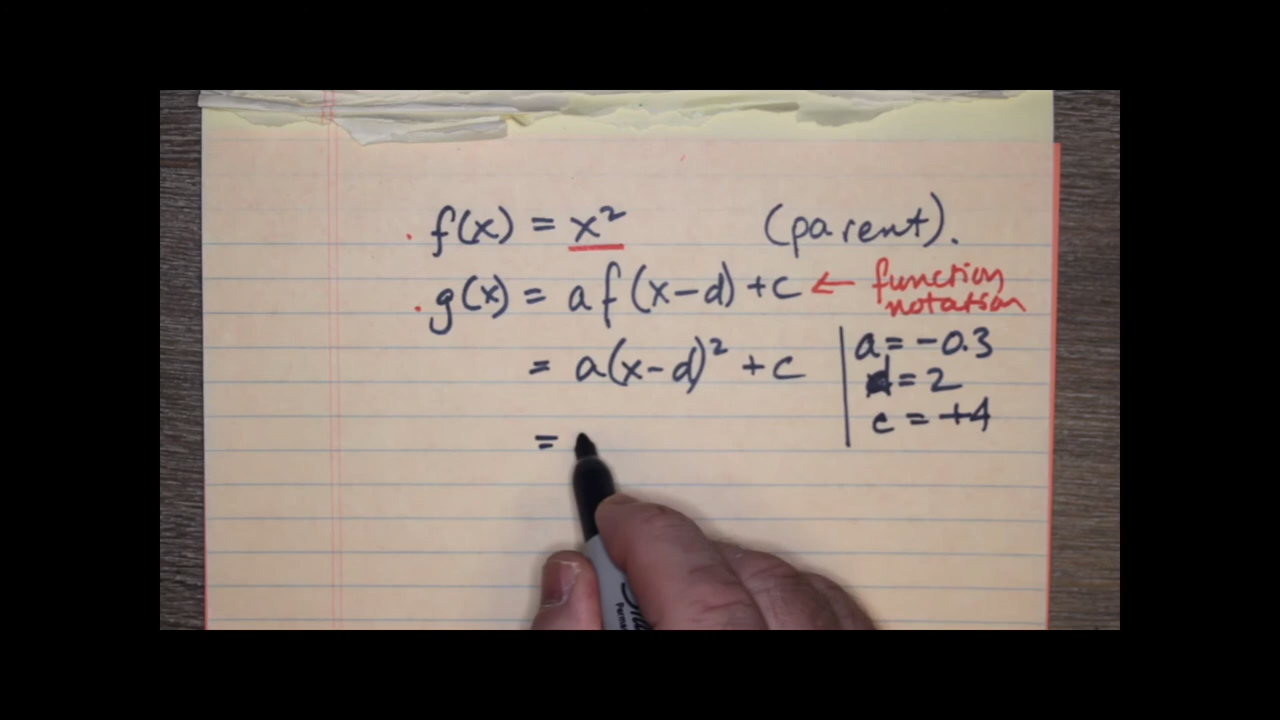 f(x) = x² (parent).
g(x) = a f(x-d) + c ← function notation
= a(x-d)² + c
a = -0.3
d = 2
c = +4
=